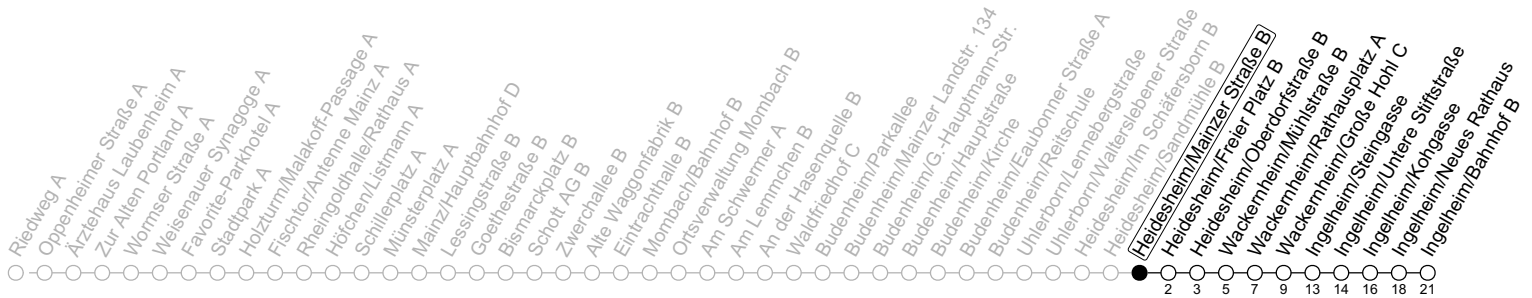 Riedweg A
Oppenheimer Straße A
Ärztehaus Laubenheim A
Zur Alten Portland A
Wormser Straße A
Weisenauer Synagoge A
Favorite-Parkhotel A
Stadtpark A
Holzturm/Malakoff-Passage A
Fischtor/Antenne Mainz A
Rheingoldhalle/Rathaus A
Höfchen/Listmann A
Schillerplatz A
Münsterplatz A
Mainz/Hauptbahnhof D
Lessingstraße B
Goethestraße B
Bismarckplatz B
Schott AG B
Zwerchallee B
Alte Waggonfabrik B
Eintrachthalle B
Mombach/Bahnhof B
Ortsverwaltung Mombach B
Am Schwermer A
Am Lemmchen B
An der Hasenquelle B
Waldfriedhof C
Budenheim/Parkallee
Budenheim/Mainzer Landstr. 134
Budenheim/G.-Hauptmann-Str.
Budenheim/Hauptstraße
Budenheim/Kirche
Budenheim/Eaubonner Straße A
Budenheim/Reitschule
Uhlerborn/Lennebergstraße
Uhlerborn/Walterslebener Straße
Heidesheim/Im Schäfersborn B
Heidesheim/Sandmühle B
Heidesheim/Mainzer Straße B
Heidesheim/Freier Platz B
Heidesheim/Oberdorfstraße B
Wackernheim/Mühlstraße B
Wackernheim/Rathausplatz A
Wackernheim/Große Hohl C
Ingelheim/Steingasse
Ingelheim/Untere Stiftstraße
Ingelheim/Kohgasse
Ingelheim/Neues Rathaus
Ingelheim/Bahnhof B
2 3 5 7 9 13 14 16 18 21